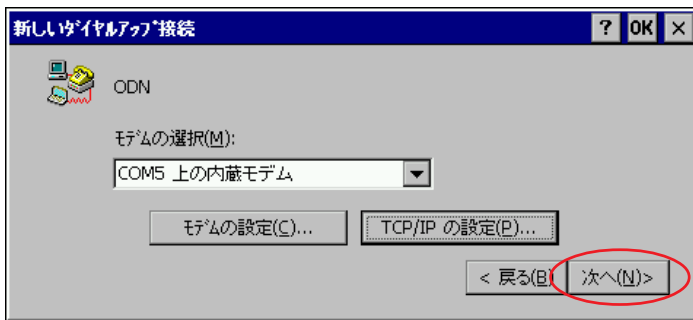 新しいﾀﾞｲﾔﾙｱｯﾌﾟ接続 ? OK ×
ODN
ﾓﾃﾞﾑの選択(M):
COM5 上の内蔵モデム
ﾓﾃﾞﾑの設定(C)... TCP/IP の設定(P)...
< 戻る(B) 次へ(N)>